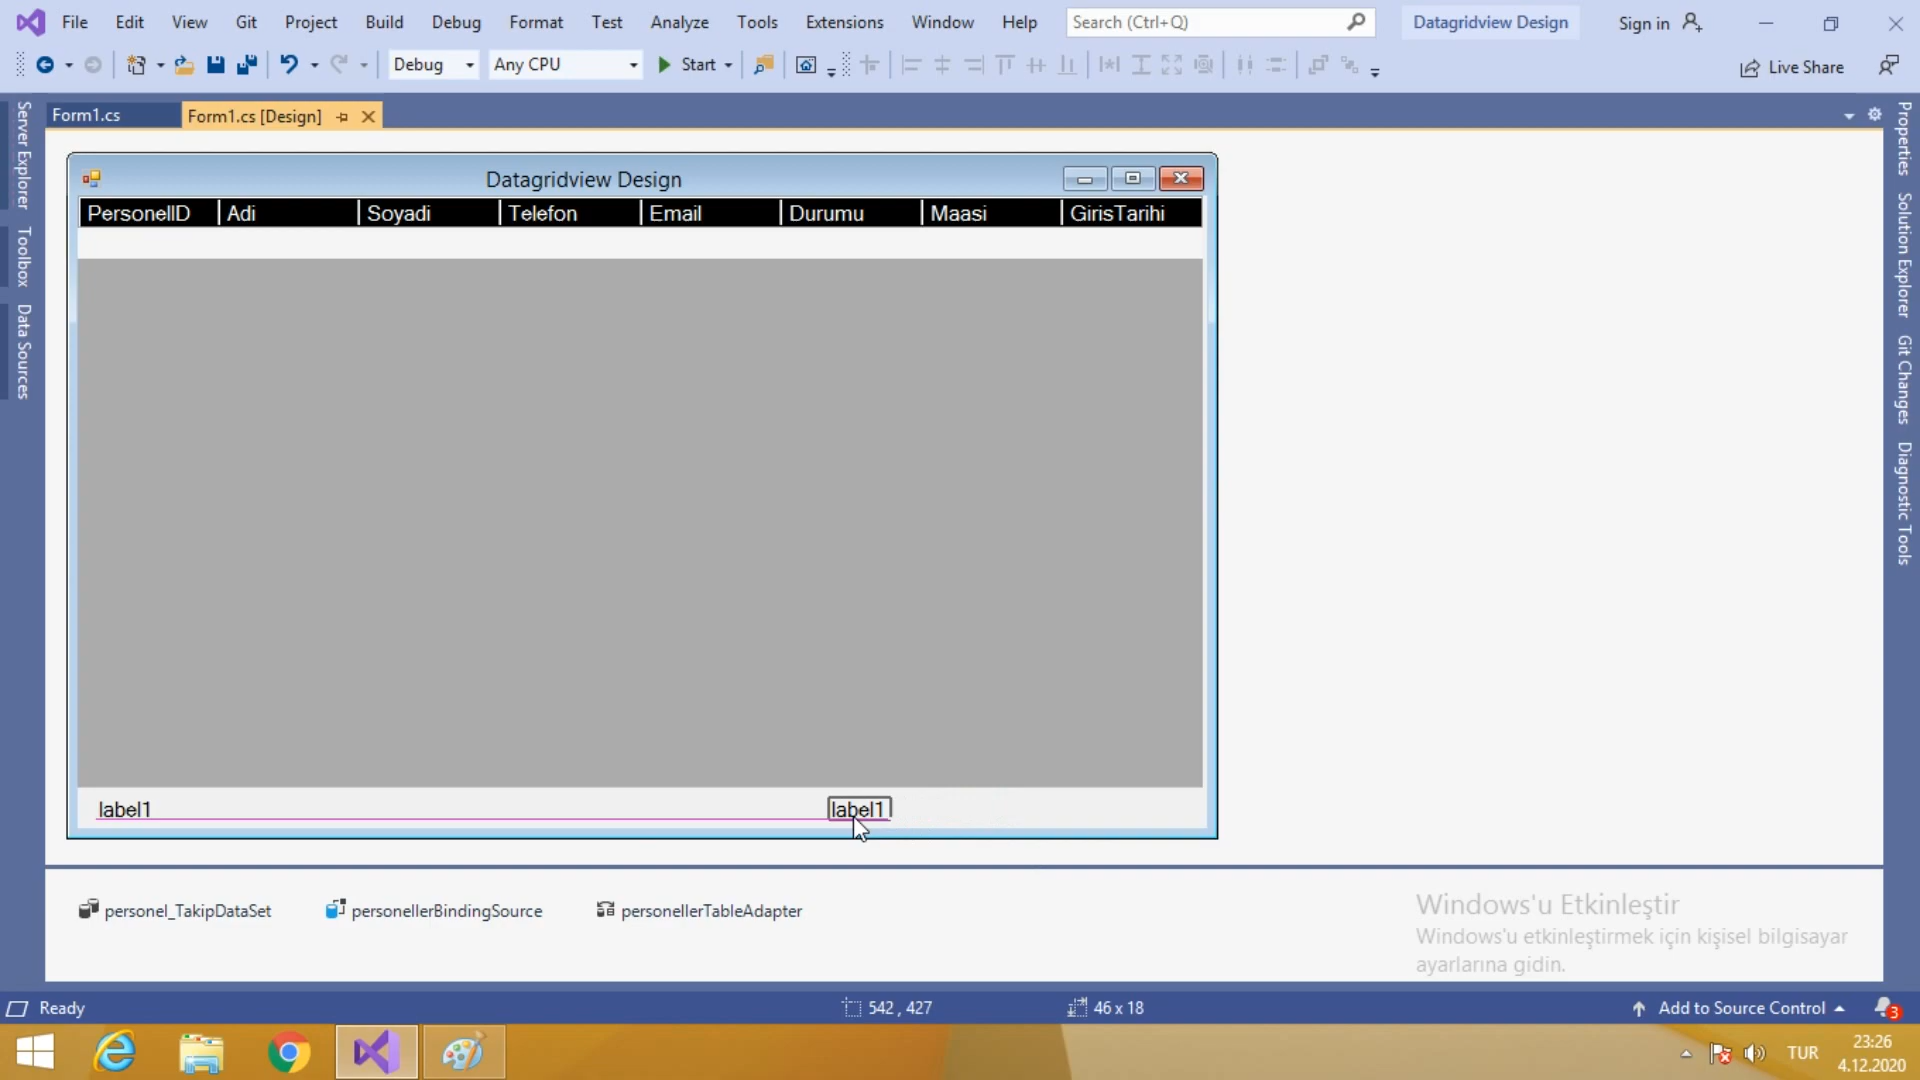 File Edit View Git Project Build Debug Format Test Analyze Tools Extensions Window Help Search (Ctrl+Q) Datagridview Design Sign in
Debug Any CPU Start Live Share
Form1.cs Form1.cs [Design]
Server Explorer
Toolbox
Data Sources
Datagridview Design
PersonelID Adi Soyadi Telefon Email Durumu Maasi GirisTarihi
label1 label1
Properties
Solution Explorer
Git Changes
Diagnostic Tools
personel_TakipDataSet personellerBindingSource personellerTableAdapter
Windows'u Etkinleştir
Windows'u etkinleştirmek için kişisel bilgisayar
ayarlarına gidin.
Ready 542 , 427 46 x 18 Add to Source Control 3
TUR 23:26
4.12.2020